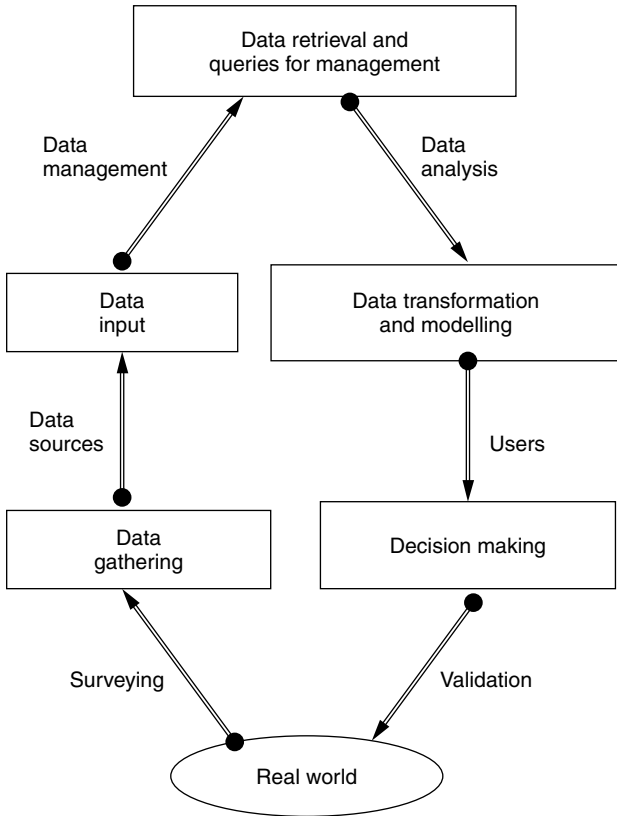 Data retrieval and
queries for management
Data
management
Data
analysis
Data
input
Data transformation
and modelling
Data
sources
Users
Data
gathering
Decision making
Surveying
Validation
Real world